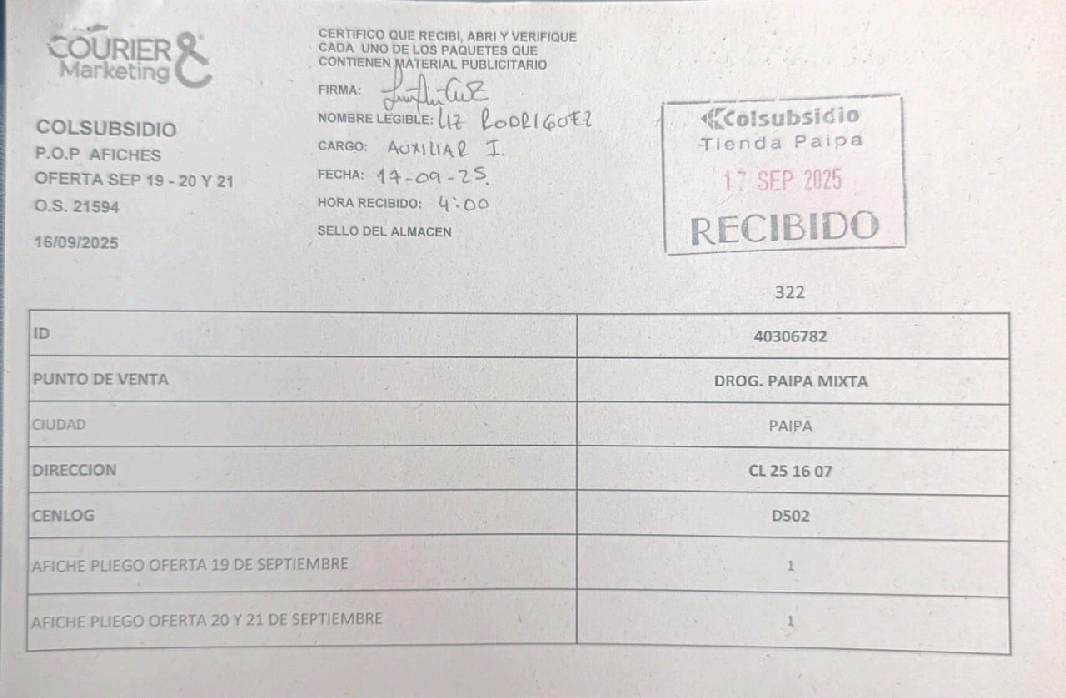 COURIER &
Marketing
COLSUBSIDIO
P.O.P AFICHES
OFERTA SEP 19 - 20 Y 21
O.S. 21594
16/09/2025
CERTIFICO QUE RECIBI, ABRI Y VERIFIQUE
CADA UNO DE LOS PAQUETES QUE
CONTIENEN MATERIAL PUBLICITARIO
FIRMA:
NOMBRE LEGIBLE: LIZ RODRIGUEZ
CARGO: AUXILIAR I.
FECHA: 17-09-25.
HORA RECIBIDO: 4:00
SELLO DEL ALMACEN
Colsubsidio
Tienda Paipa
17 SEP 2025
RECIBIDO
322
ID 40306782
PUNTO DE VENTA DROG. PAIPA MIXTA
CIUDAD PAIPA
DIRECCION CL 25 16 07
CENLOG D502
AFICHE PLIEGO OFERTA 19 DE SEPTIEMBRE 1
AFICHE PLIEGO OFERTA 20 Y 21 DE SEPTIEMBRE 1